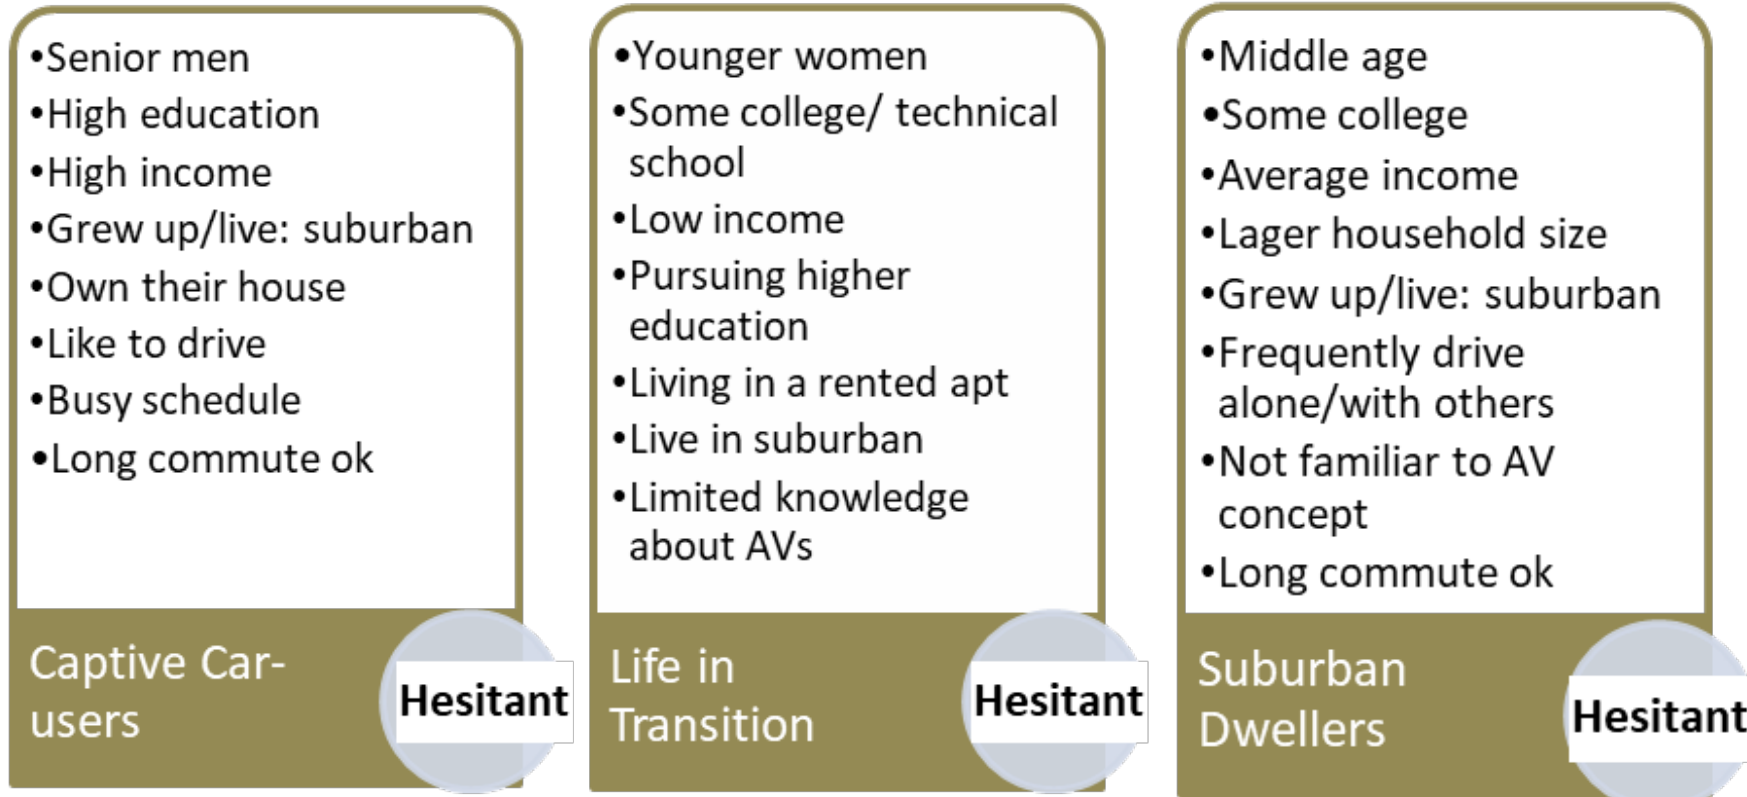 •Senior men
•High education
•High income
•Grew up/live: suburban
•Own their house
•Like to drive
•Busy schedule
•Long commute ok
Captive Car-
users
Hesitant
•Younger women
•Some college/ technical
school
•Low income
•Pursuing higher
education
•Living in a rented apt
•Live in suburban
•Limited knowledge
about AVs
Life in
Transition
Hesitant
•Middle age
•Some college
•Average income
•Lager household size
•Grew up/live: suburban
•Frequently drive
alone/with others
•Not familiar to AV
concept
•Long commute ok
Suburban
Dwellers
Hesitant